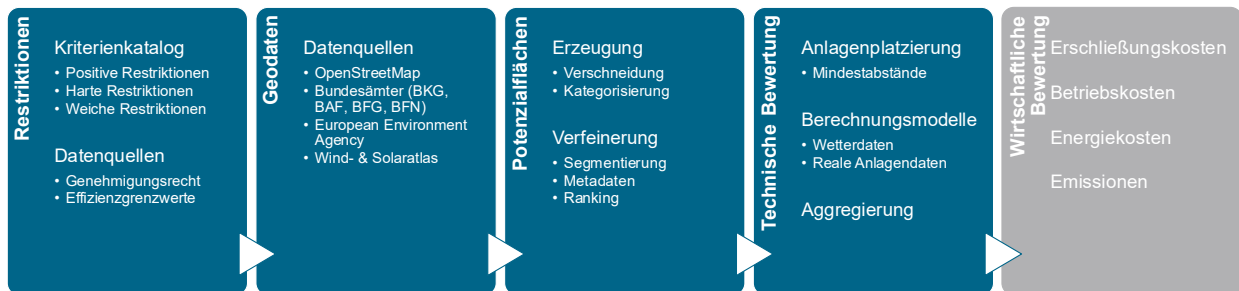 Restriktionen
Kriterienkatalog
• Positive Restriktionen
• Harte Restriktionen
• Weiche Restriktionen
Datenquellen
• Genehmigungsrecht
• Effizienzgrenzwerte
Geodaten
Datenquellen
• OpenStreetMap
• Bundesämter (BKG,
BAF, BFG, BFN)
• European Environment
Agency
• Wind- & Solaratlas
Potenzialflächen
Erzeugung
• Verschneidung
• Kategorisierung
Verfeinerung
• Segmentierung
• Metadaten
• Ranking
Technische Bewertung
Anlagenplatzierung
• Mindestabstände
Berechnungsmodelle
• Wetterdaten
• Reale Anlagendaten
Aggregierung
Wirtschaftliche
Bewertung
Erschließungskosten
Betriebskosten
Energiekosten
Emissionen